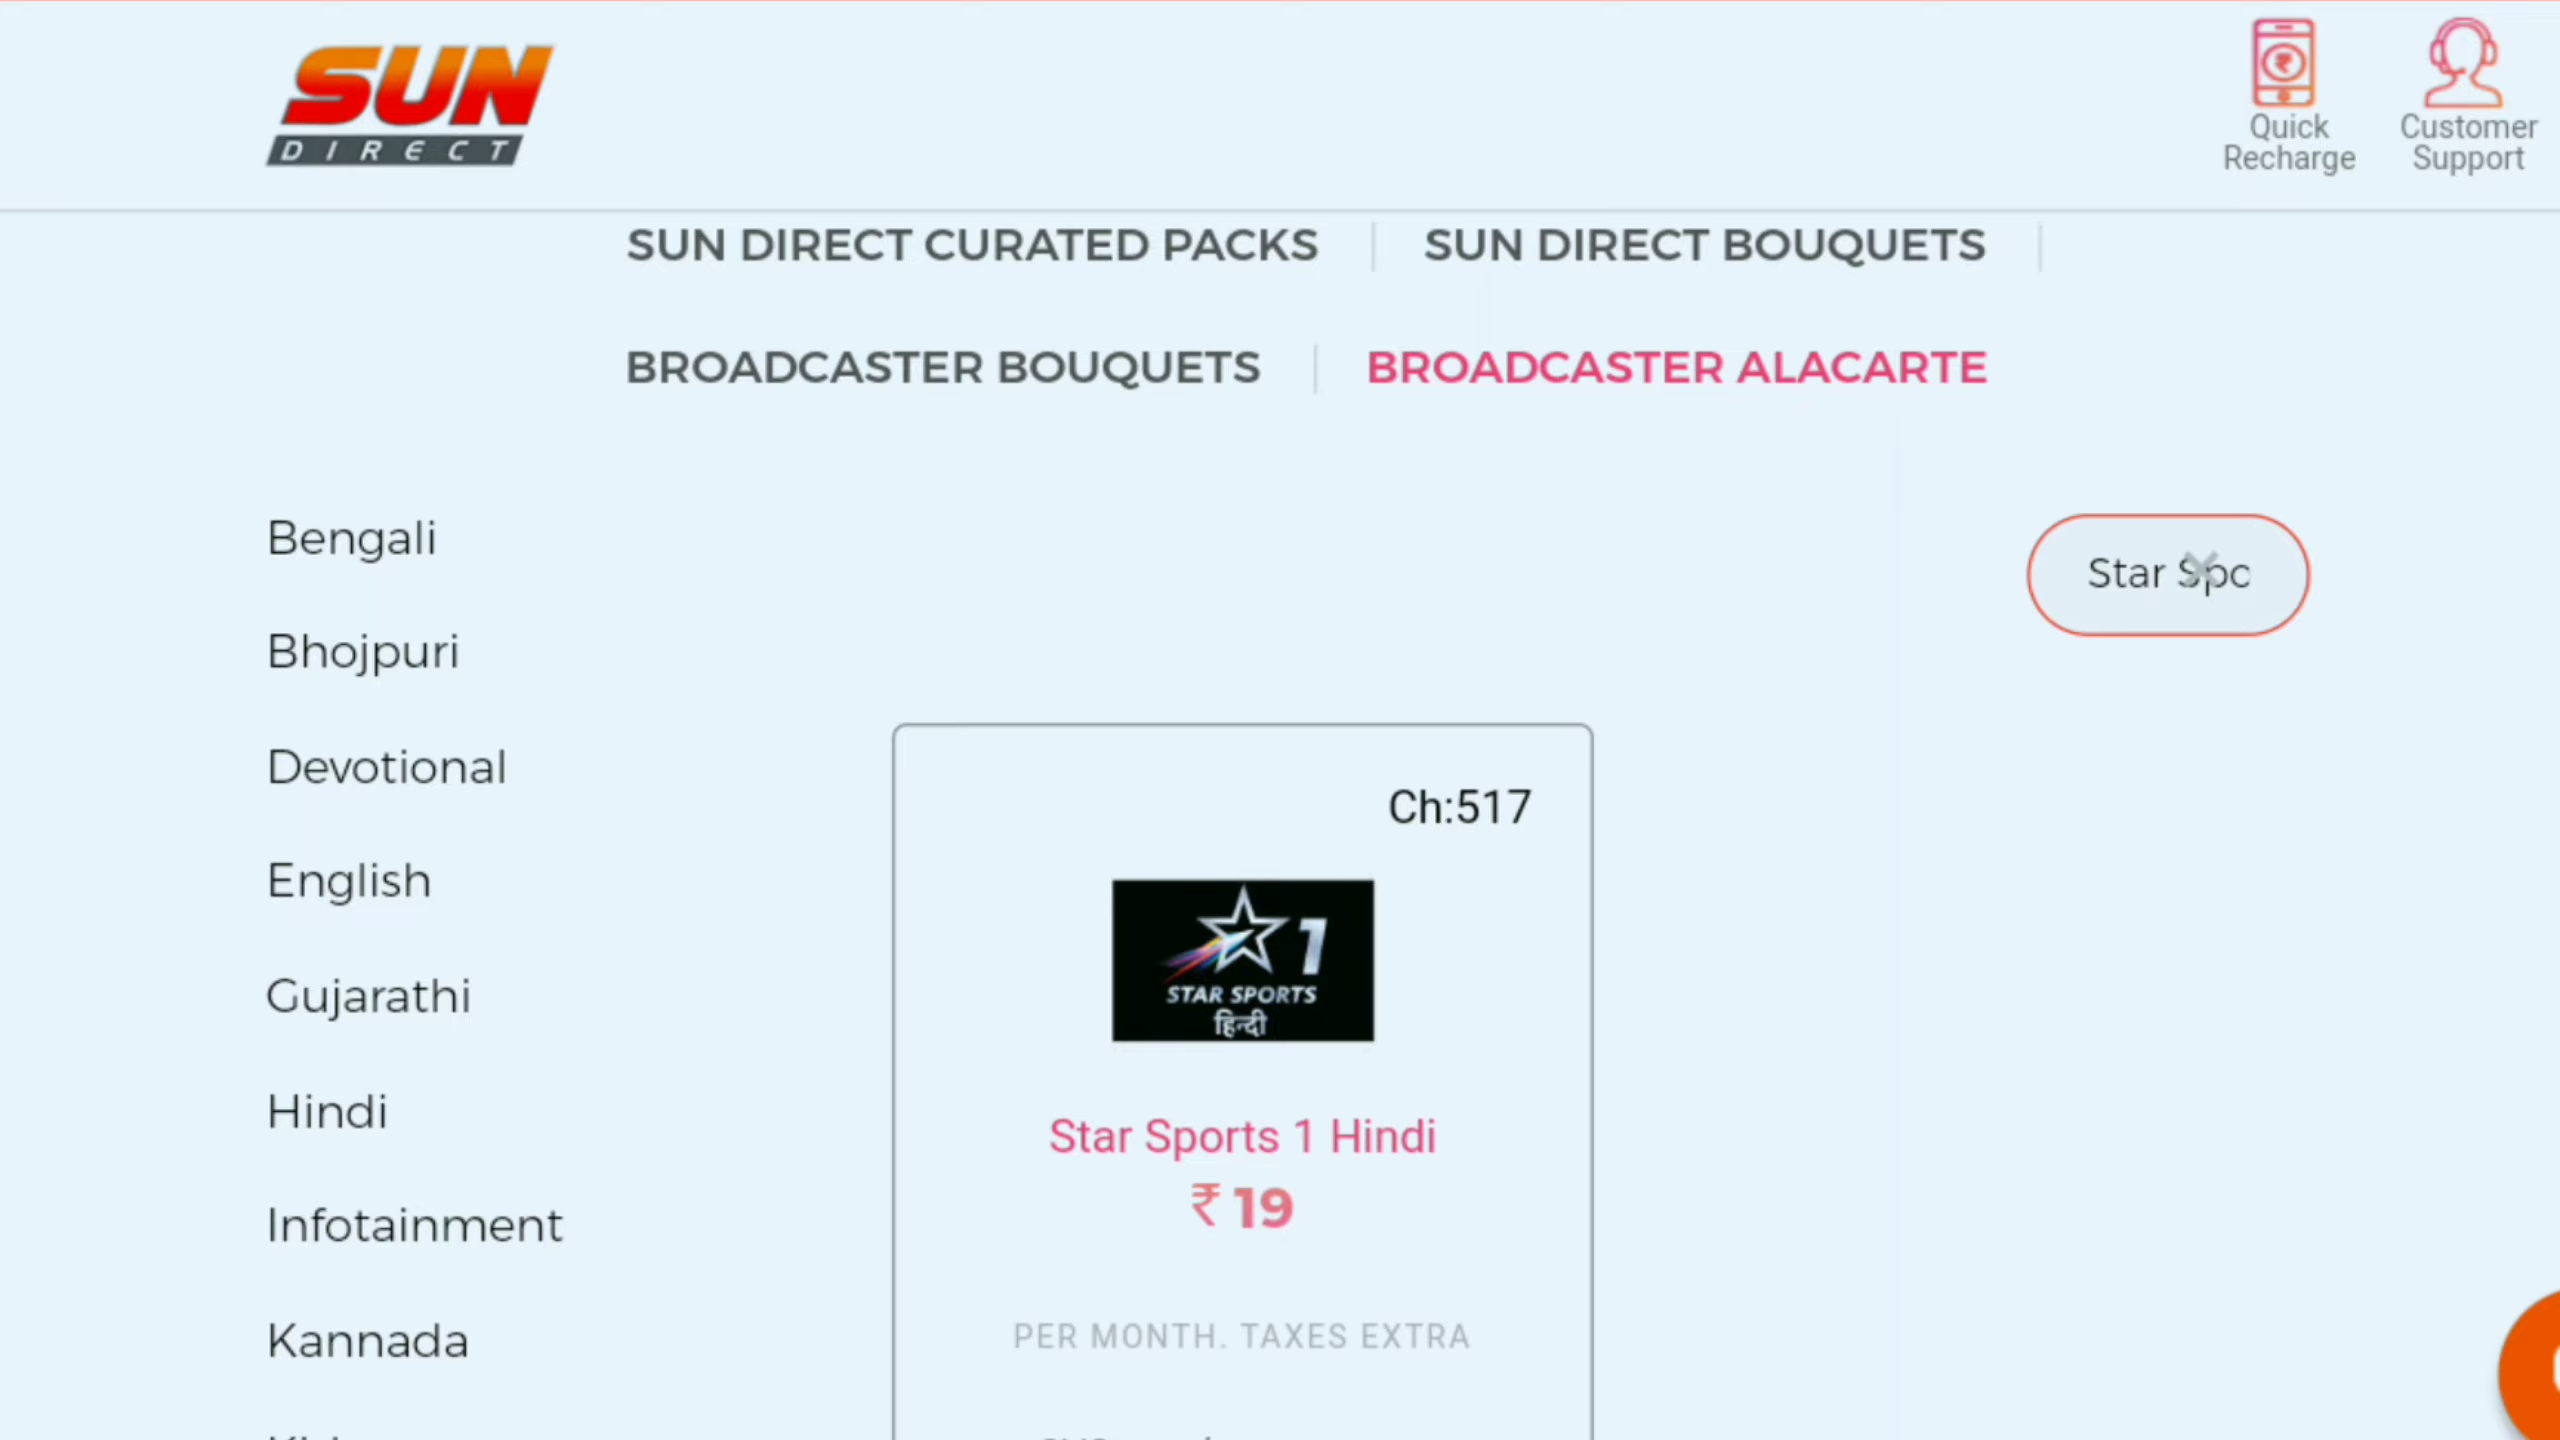 SUN
DIRECT
Quick
Recharge
Customer
Support
SUN DIRECT CURATED PACKS
SUN DIRECT BOUQUETS
BROADCASTER BOUQUETS
BROADCASTER ALACARTE
Bengali
Bhojpuri
Devotional
English
Gujarathi
Hindi
Infotainment
Kannada
Star Spo
Ch:517
1
STAR SPORTS
हिन्दी
Star Sports 1 Hindi
₹ 19
PER MONTH. TAXES EXTRA